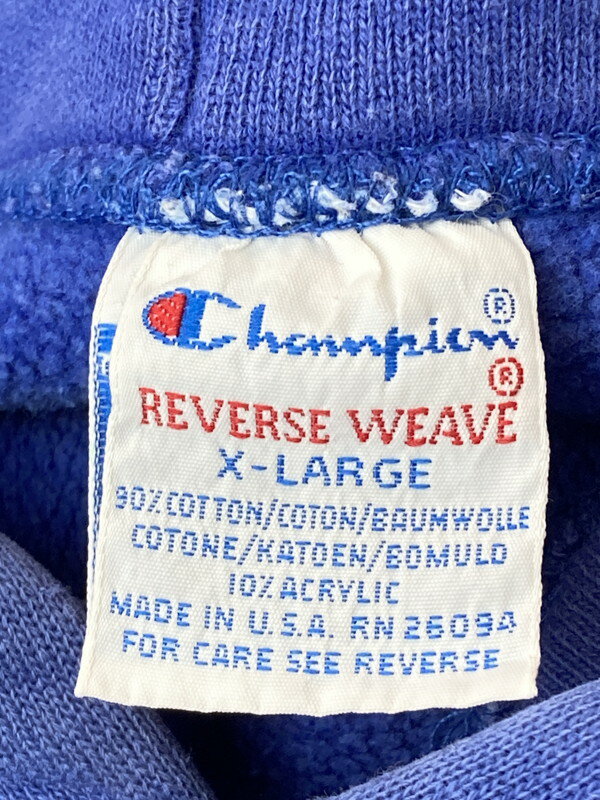 Champion®
REVERSE WEAVE®
X-LARGE
90% COTTON/COTON/BAUMWOLLE
COTONE/KATOEN/BOMULD
10% ACRYLIC
MADE IN U.S.A. RN 26094
FOR CARE SEE REVERSE